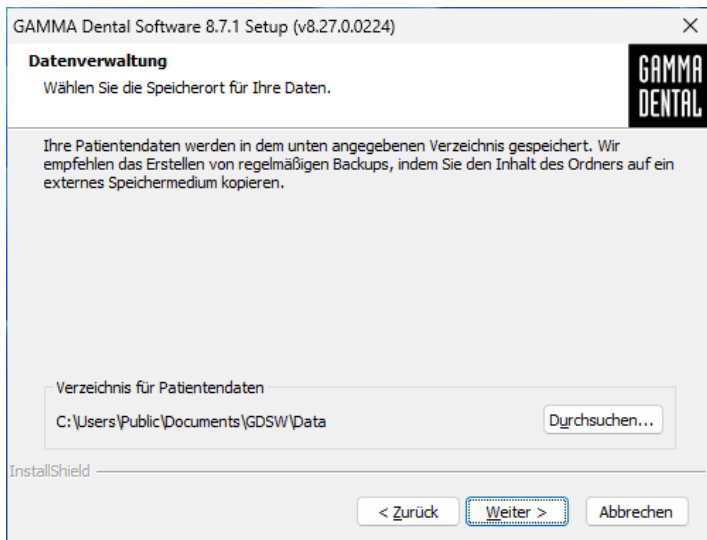 GAMMA Dental Software 8.7.1 Setup (v8.27.0.0224)
Datenverwaltung
Wählen Sie die Speicherort für Ihre Daten.
GAMMA
DENTAL
Ihre Patientendaten werden in dem unten angegebenen Verzeichnis gespeichert. Wir
empfehlen das Erstellen von regelmäßigen Backups, indem Sie den Inhalt des Ordners auf ein
externes Speichermedium kopieren.
Verzeichnis für Patientendaten
C:\Users\Public\Documents\GDSW\Data
Durchsuchen...
InstallShield
< Zurück
Weiter >
Abbrechen